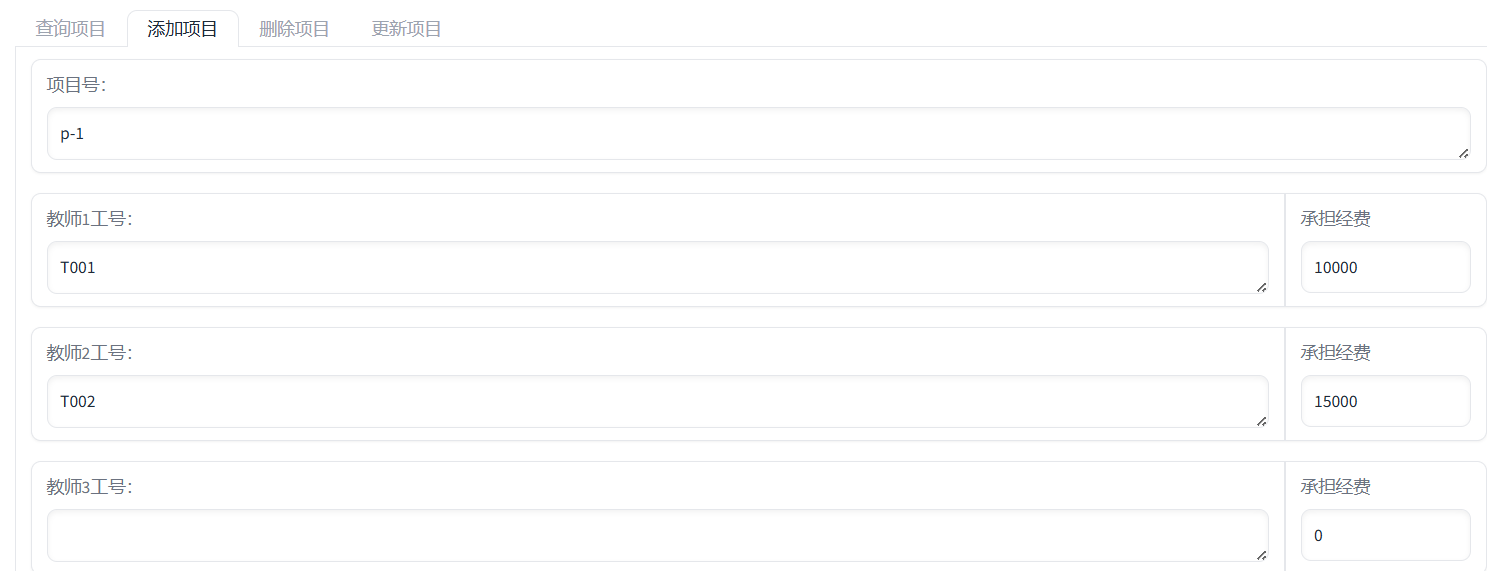 查询项目 添加项目 删除项目 更新项目
项目号：
p-1
教师1工号： 承担经费
T001 10000
教师2工号： 承担经费
T002 15000
教师3工号： 承担经费
0